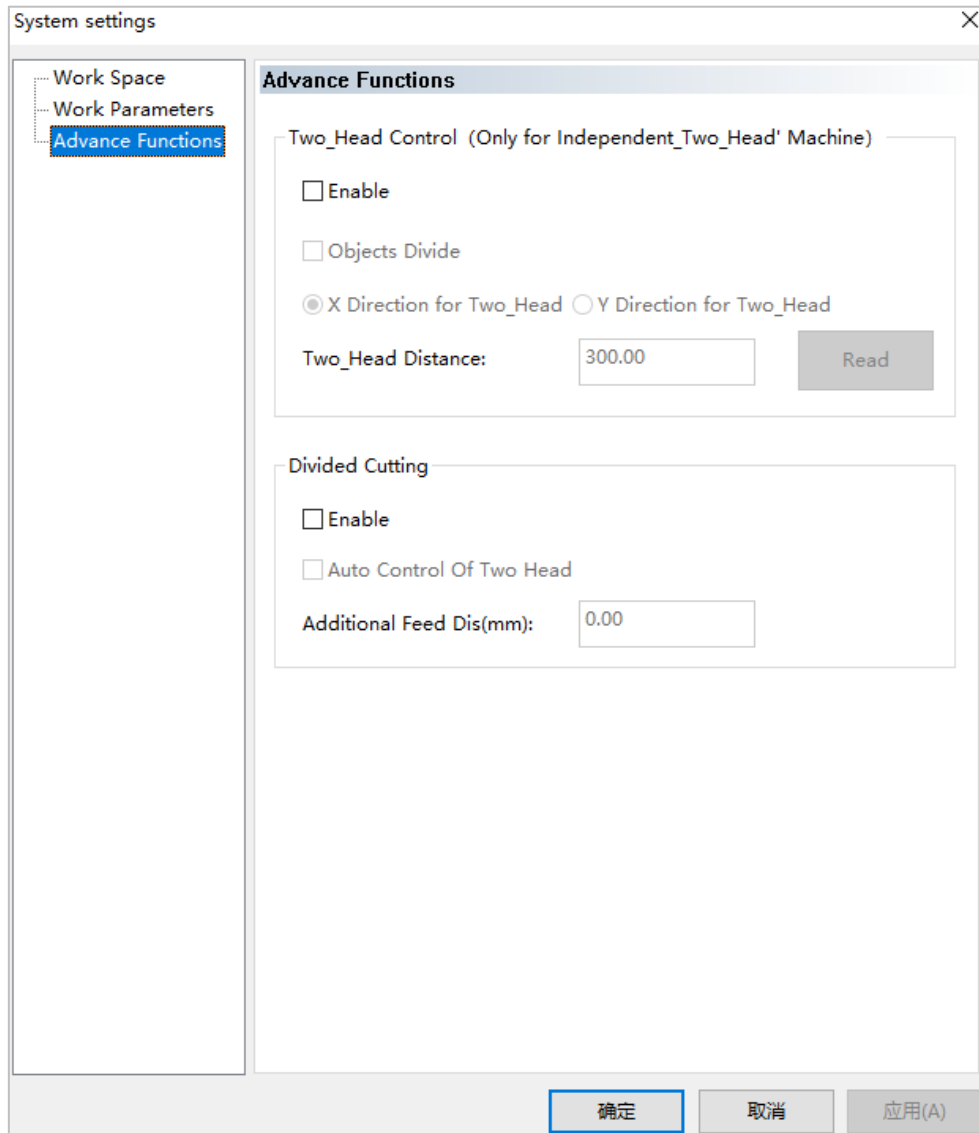 System settings
Work Space
Work Parameters
Advance Functions
Advance Functions
Two_Head Control (Only for Independent_Two_Head' Machine)
Enable
Objects Divide
X Direction for Two_Head Y Direction for Two_Head
Two_Head Distance: 300.00 Read
Divided Cutting
Enable
Auto Control Of Two Head
Additional Feed Dis(mm): 0.00
确定 取消 应用(A)